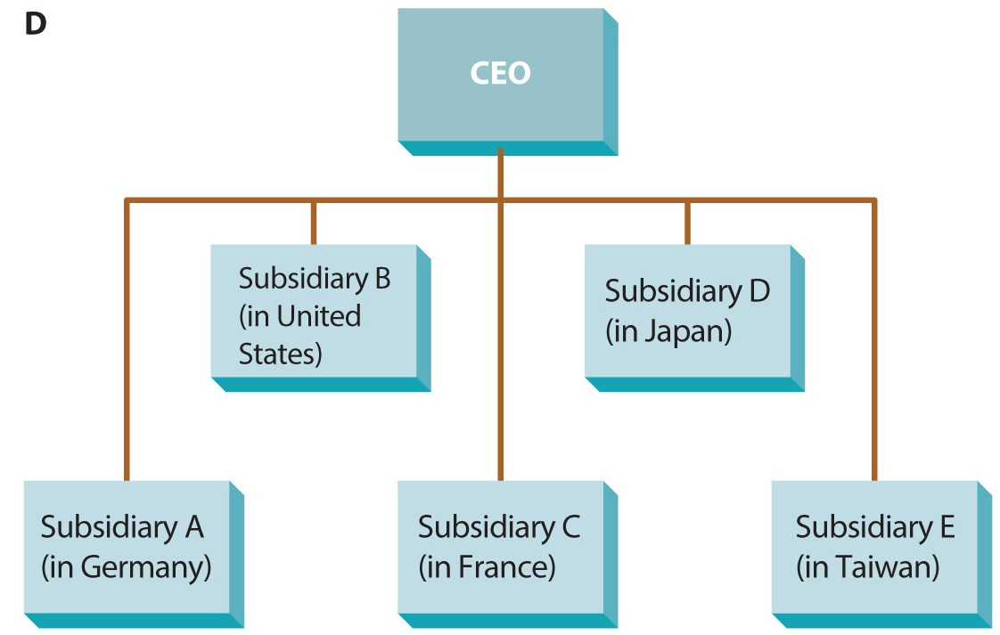 D
CEO
Subsidiary B
(in United
States)
Subsidiary D
(in Japan)
Subsidiary A
(in Germany)
Subsidiary C
(in France)
Subsidiary E
(in Taiwan)